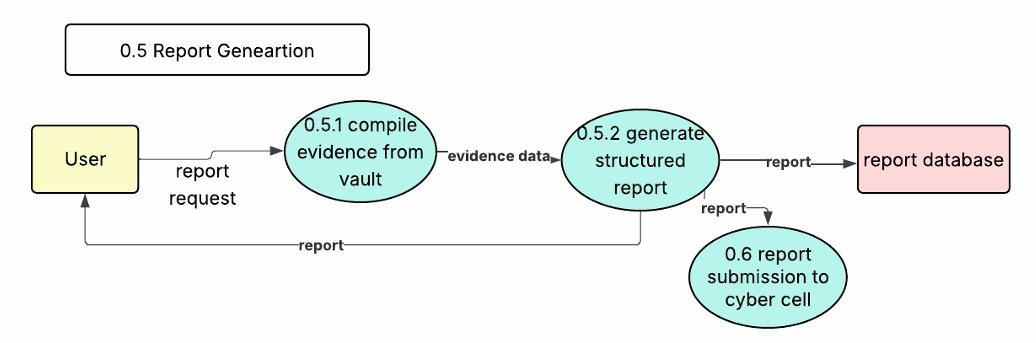 0.5 Report Geneartion
User
report
request
0.5.1 compile
evidence from
vault
evidence data
0.5.2 generate
structured
report
report
report database
report
0.6 report
submission to
cyber cell
report